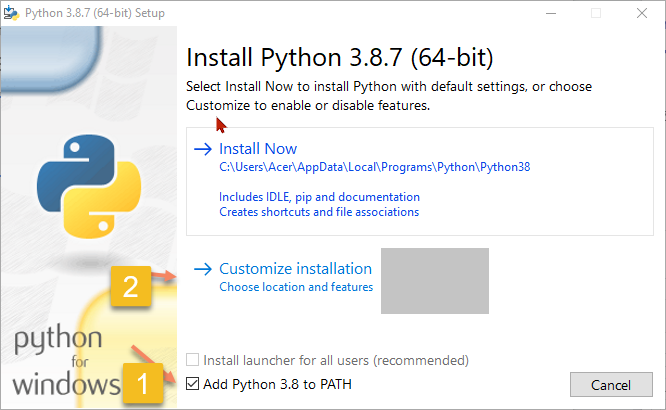 Python 3.8.7 (64-bit) Setup
Install Python 3.8.7 (64-bit)
Select Install Now to install Python with default settings, or choose
Customize to enable or disable features.
Install Now
C:\Users\Acer\AppData\Local\Programs\Python\Python38
Includes IDLE, pip and documentation
Creates shortcuts and file associations
2
Customize installation
Choose location and features
python
for
windows
1
Install launcher for all users (recommended)
Add Python 3.8 to PATH
Cancel